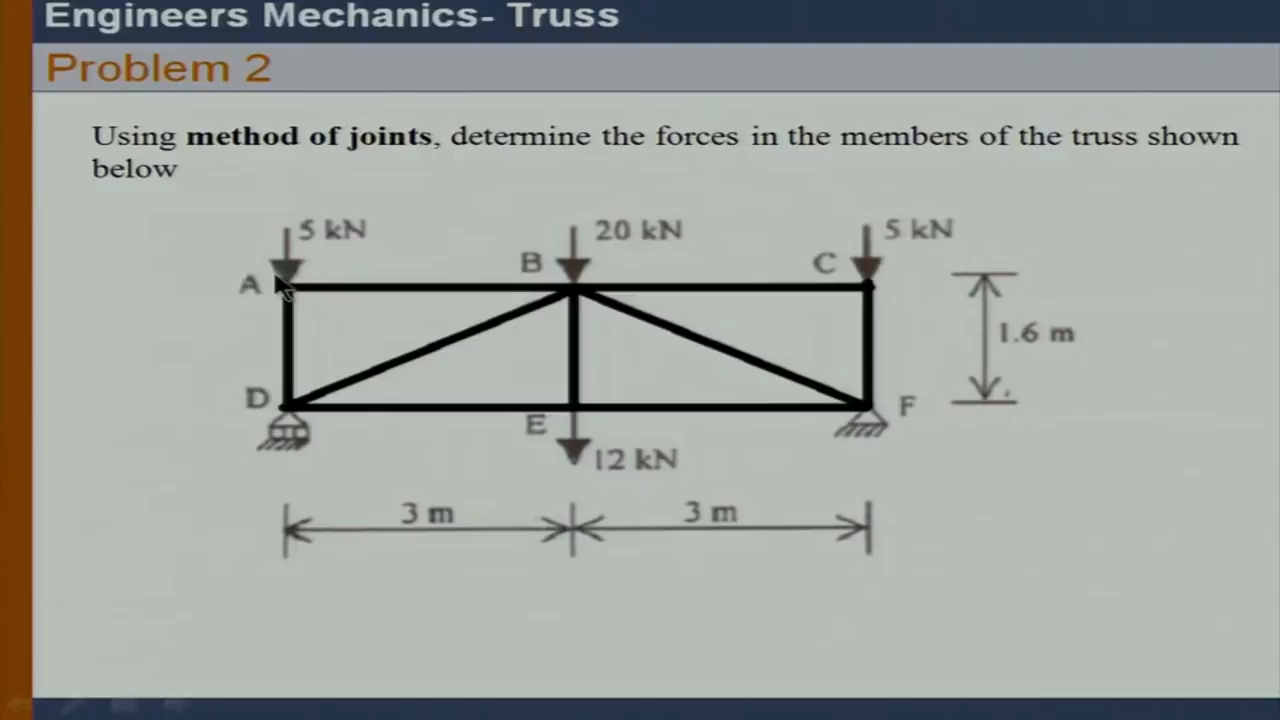 Engineers Mechanics- Truss
Problem 2
Using method of joints, determine the forces in the members of the truss shown
below
5 kN
20 kN
5 kN
A
B
C
1.6 m
D
E
F
12 kN
3 m
3 m